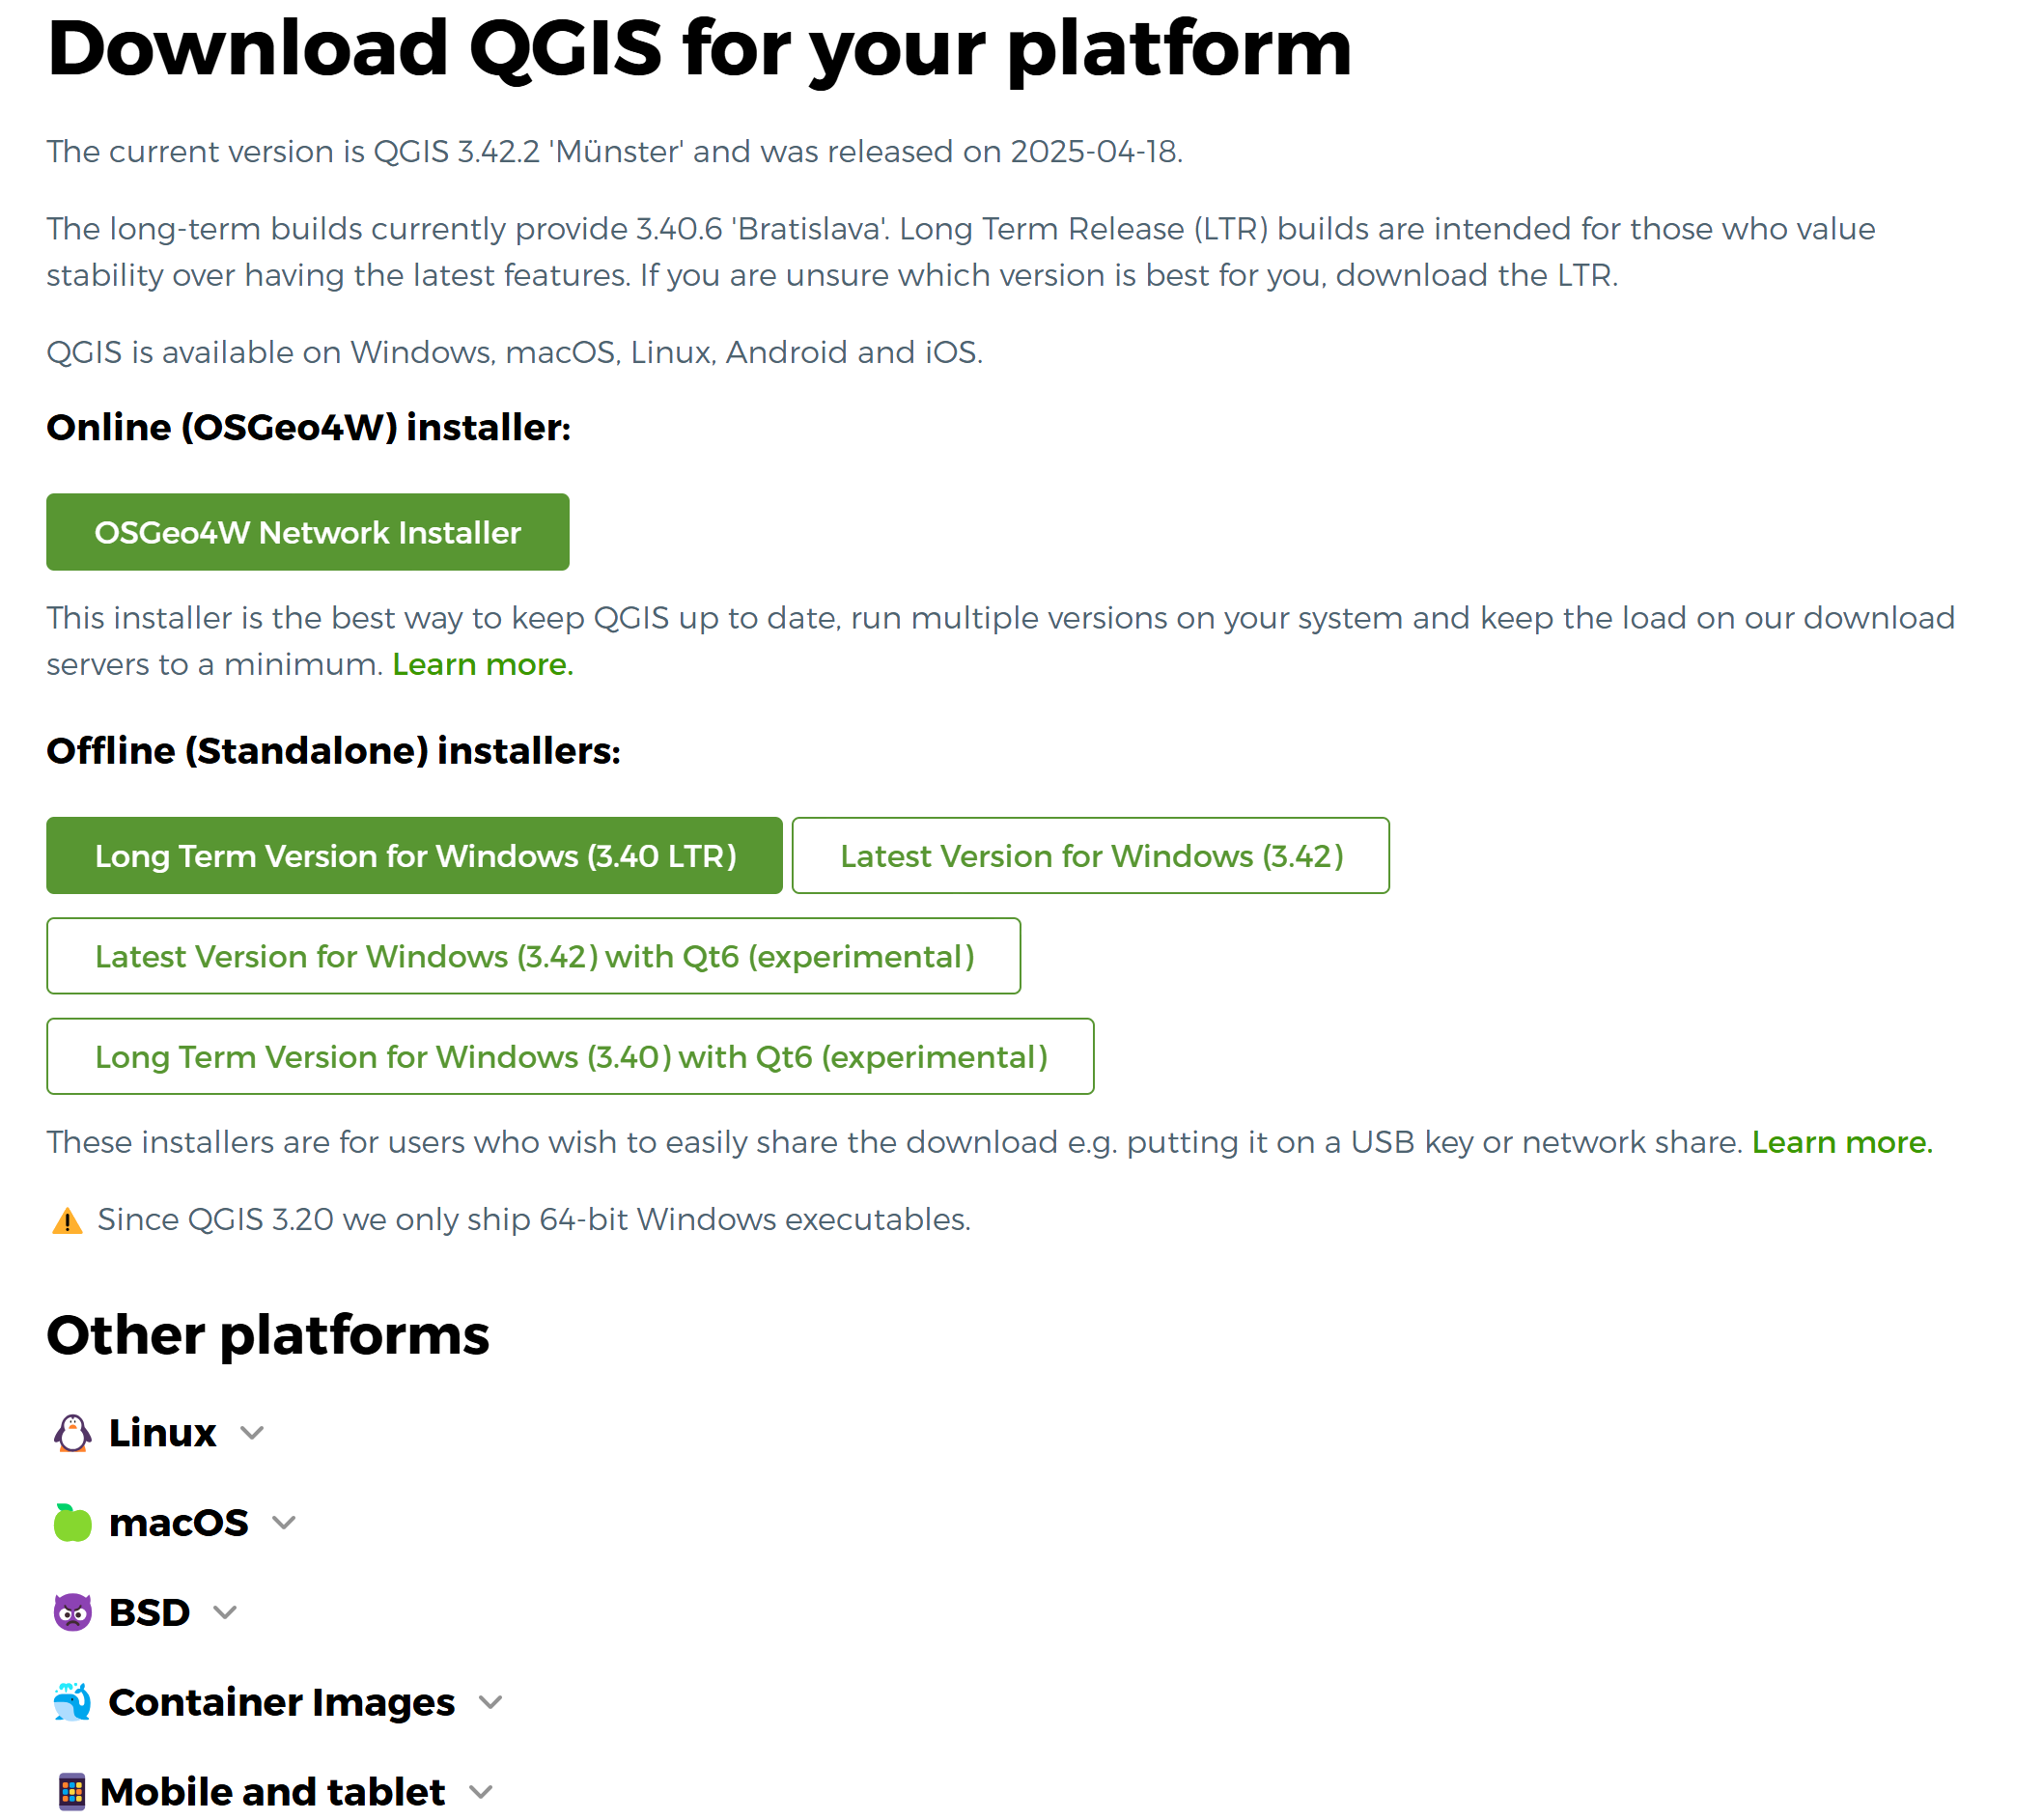 Download QGIS for your platform
The current version is QGIS 3.42.2 'Münster' and was released on 2025-04-18.
The long-term builds currently provide 3.40.6 'Bratislava'. Long Term Release (LTR) builds are intended for those who value
stability over having the latest features. If you are unsure which version is best for you, download the LTR.
QGIS is available on Windows, macOS, Linux, Android and iOS.
Online (OSGeo4W) installer:
OSGeo4W Network Installer
This installer is the best way to keep QGIS up to date, run multiple versions on your system and keep the load on our download
servers to a minimum. Learn more.
Offline (Standalone) installers:
Long Term Version for Windows (3.40 LTR) Latest Version for Windows (3.42)
Latest Version for Windows (3.42) with Qt6 (experimental)
Long Term Version for Windows (3.40) with Qt6 (experimental)
These installers are for users who wish to easily share the download e.g. putting it on a USB key or network share. Learn more.
Since QGIS 3.20 we only ship 64-bit Windows executables.
Other platforms
Linux
macOS
BSD
Container Images
Mobile and tablet